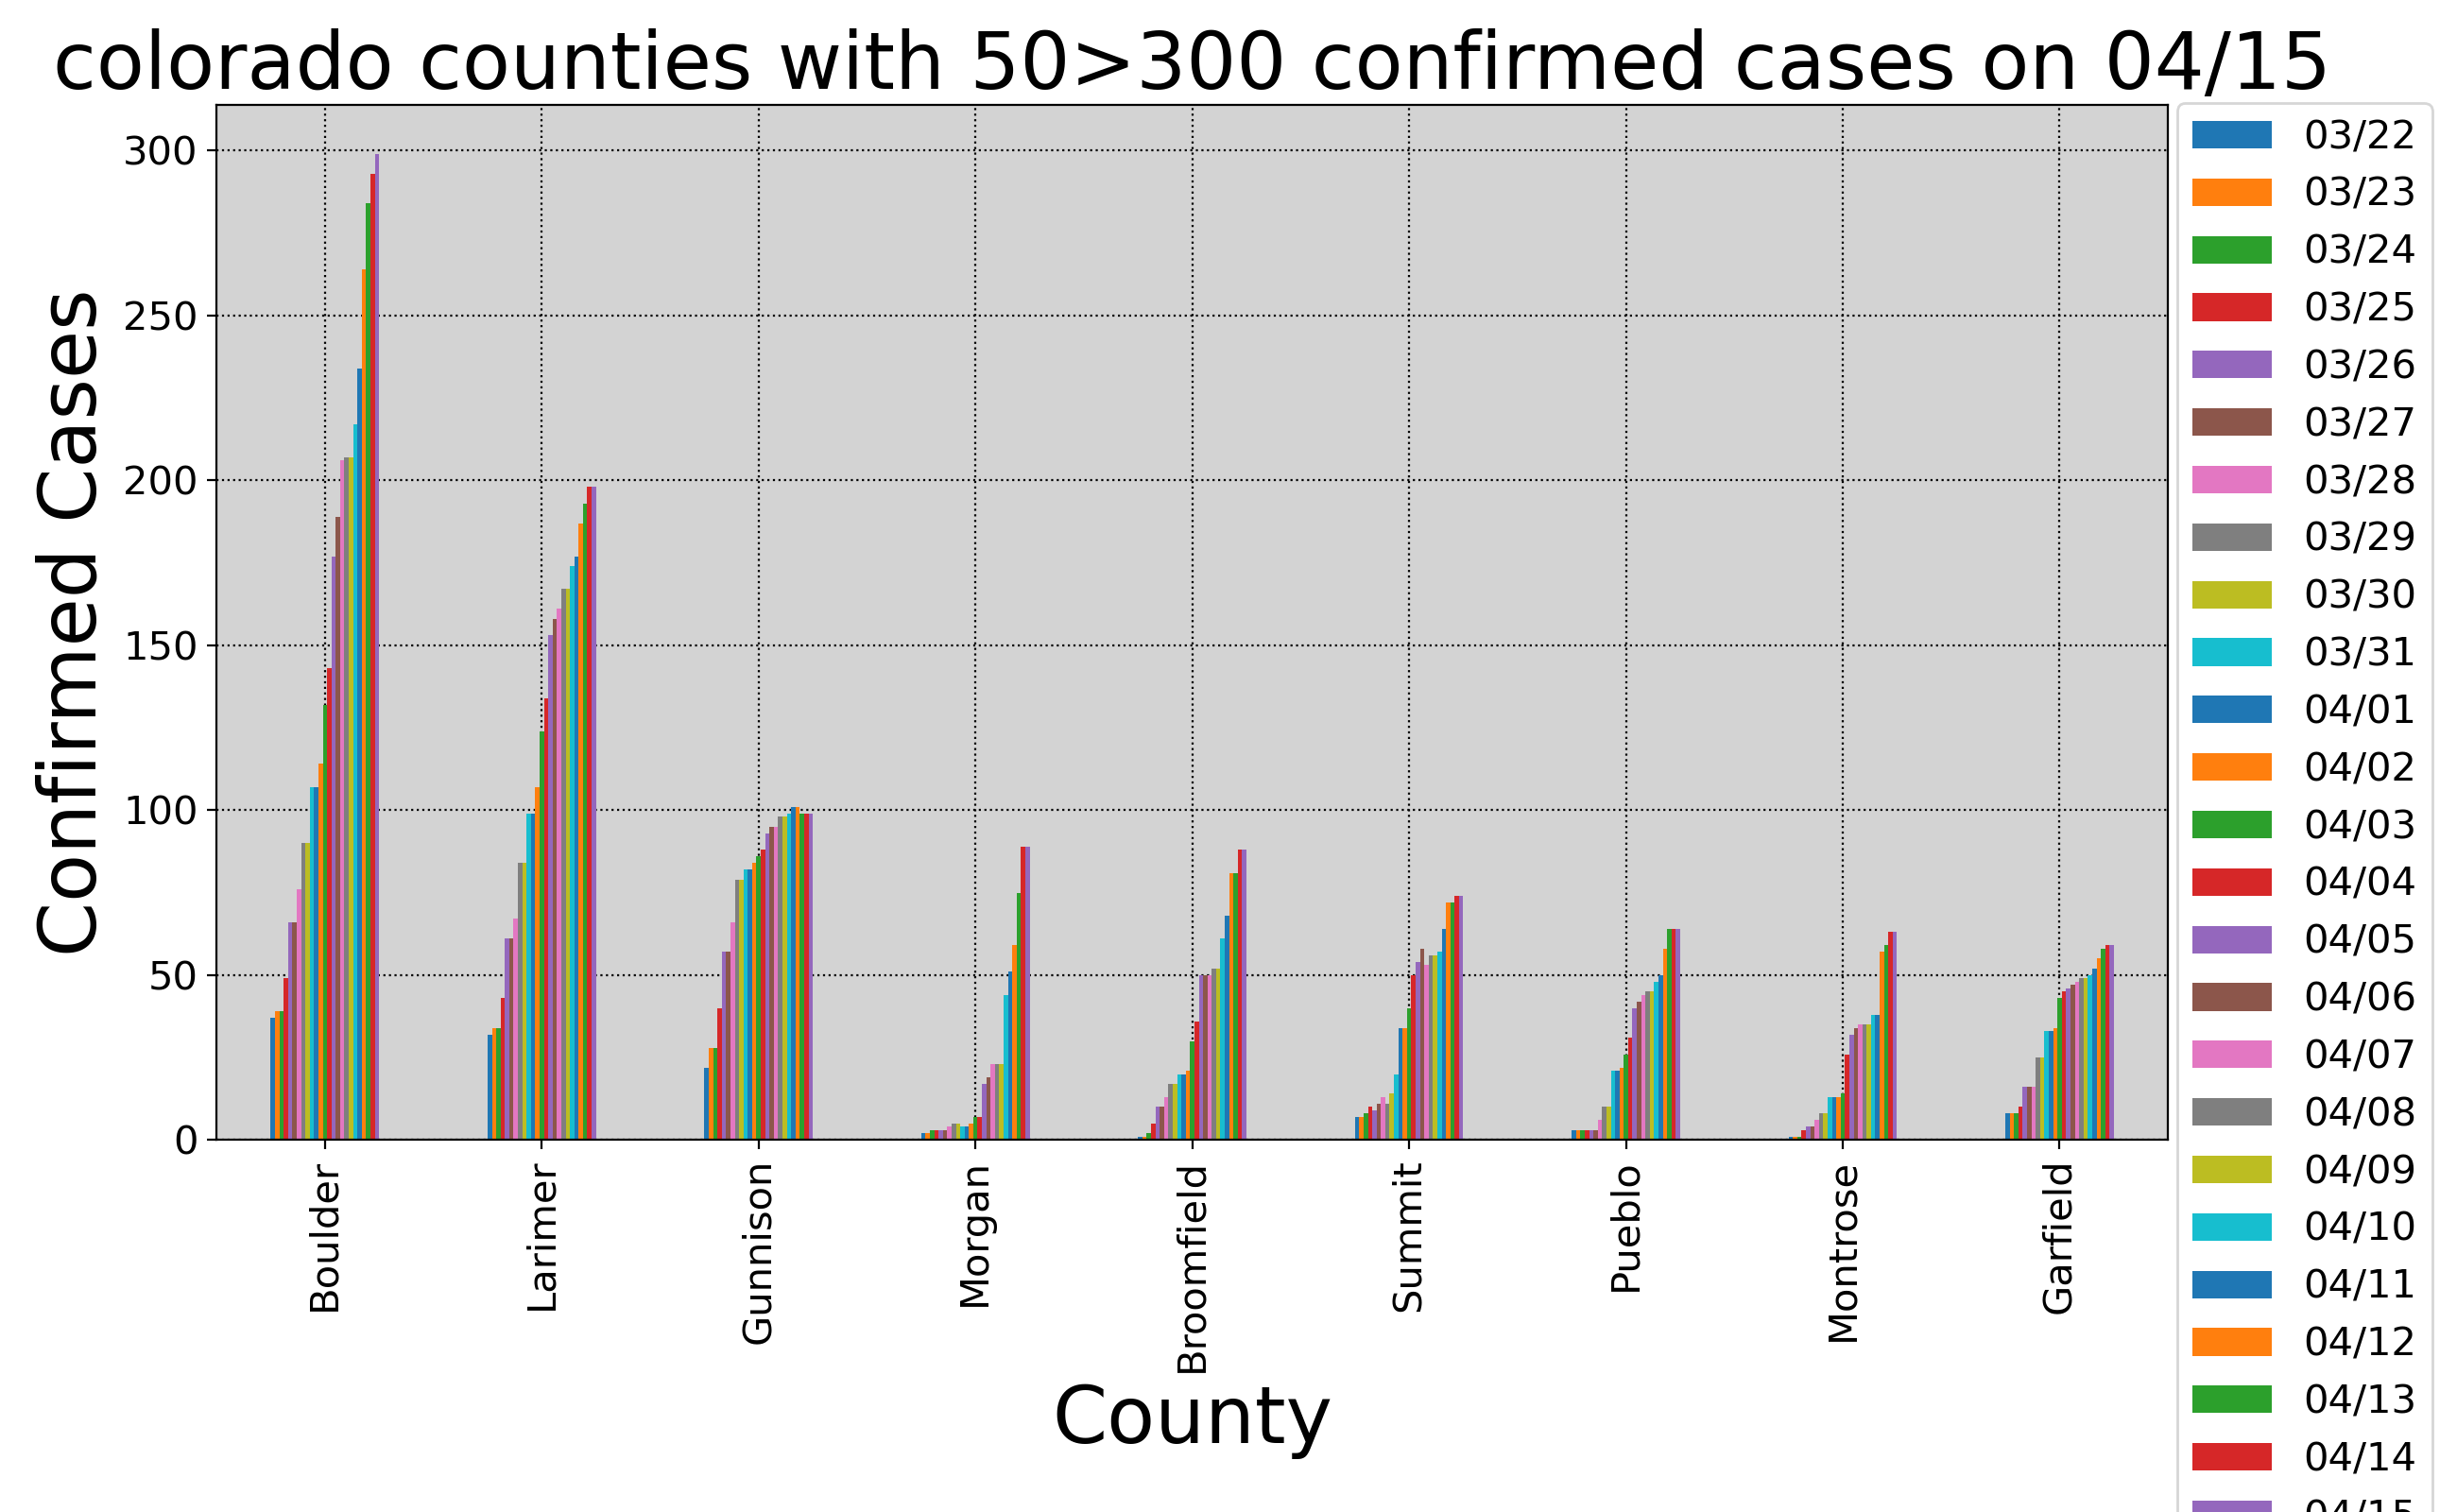 colorado counties with 50>300 confirmed cases on 04/15
Confirmed Cases
300
250
200
150
100
50
0
Boulder
Larimer
Gunnison
Morgan
Broomfield
Summit
Pueblo
Montrose
Garfield
County
03/22
03/23
03/24
03/25
03/26
03/27
03/28
03/29
03/30
03/31
04/01
04/02
04/03
04/04
04/05
04/06
04/07
04/08
04/09
04/10
04/11
04/12
04/13
04/14
04/15